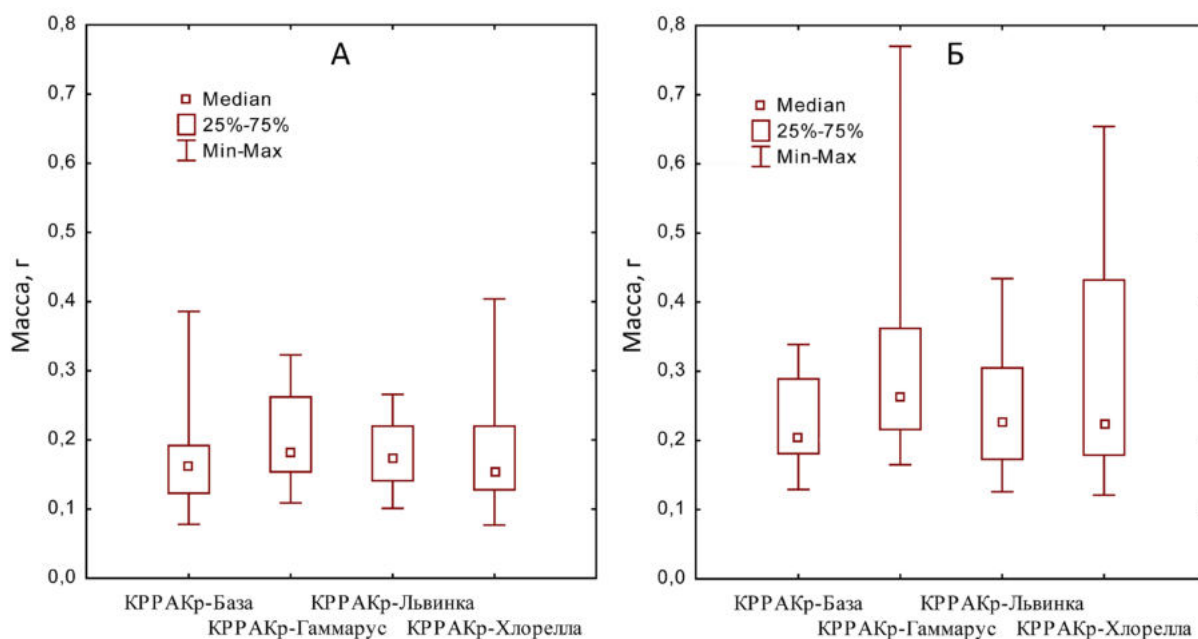 А
Median
25%-75%
Min-Max
Масса, г
0,8
0,7
0,6
0,5
0,4
0,3
0,2
0,1
0,0
КРРАКр-База
КРРАКр-Гаммарус
КРРАКр-Львинка
КРРАКр-Хлорелла
Б
Median
25%-75%
Min-Max
Масса, г
0,8
0,7
0,6
0,5
0,4
0,3
0,2
0,1
0,0
КРРАКр-База
КРРАКр-Гаммарус
КРРАКр-Львинка
КРРАКр-Хлорелла